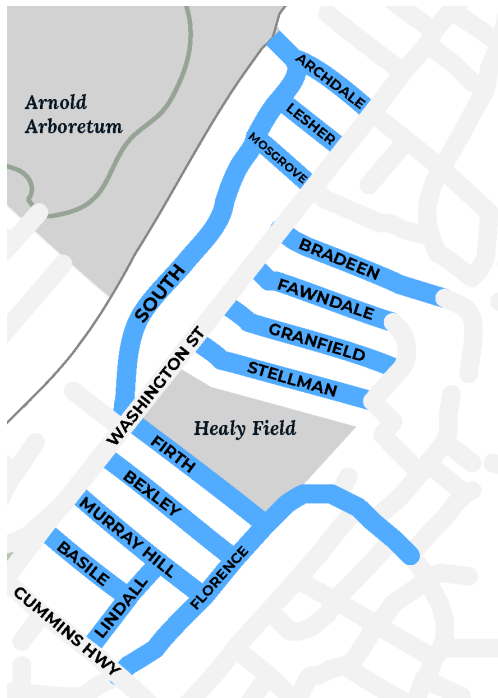 ARCHDALE
Arnold
Arboretum
LESHER
MOSGROVE
BRADEEN
SOUTH
FAWNDALE
GRANFIELD
WASHINGTON ST
STELLMAN
Healy Field
FIRTH
BEXLEY
MURRAY HILL
BASILE
FLORENCE
LINDALL
CUMMINS HWY